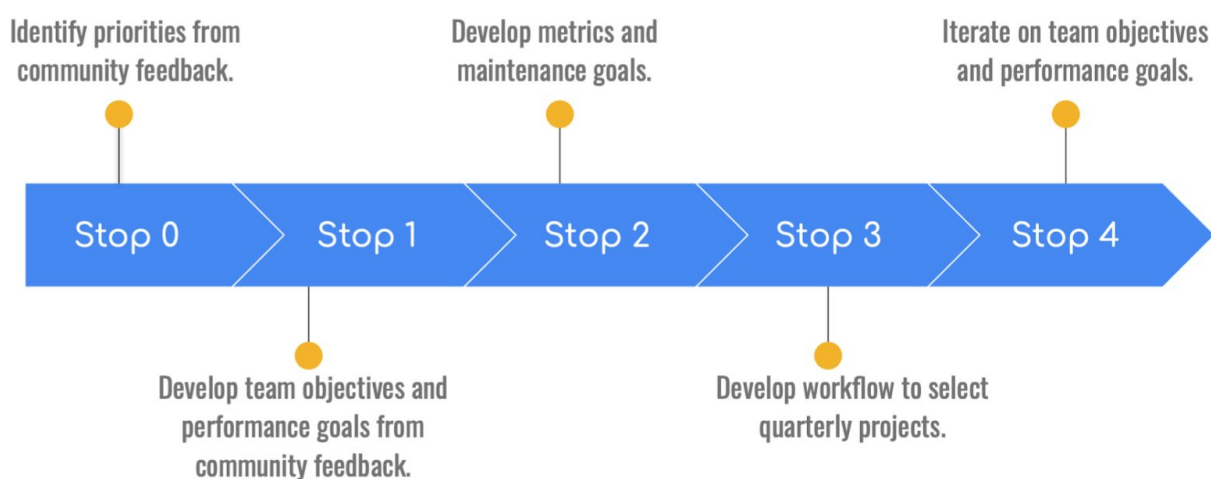 Identify priorities from
community feedback.
Develop metrics and
maintenance goals.
Iterate on team objectives
and performance goals.
Stop 0
Stop 1
Stop 2
Stop 3
Stop 4
Develop team objectives and
performance goals from
community feedback.
Develop workflow to select
quarterly projects.